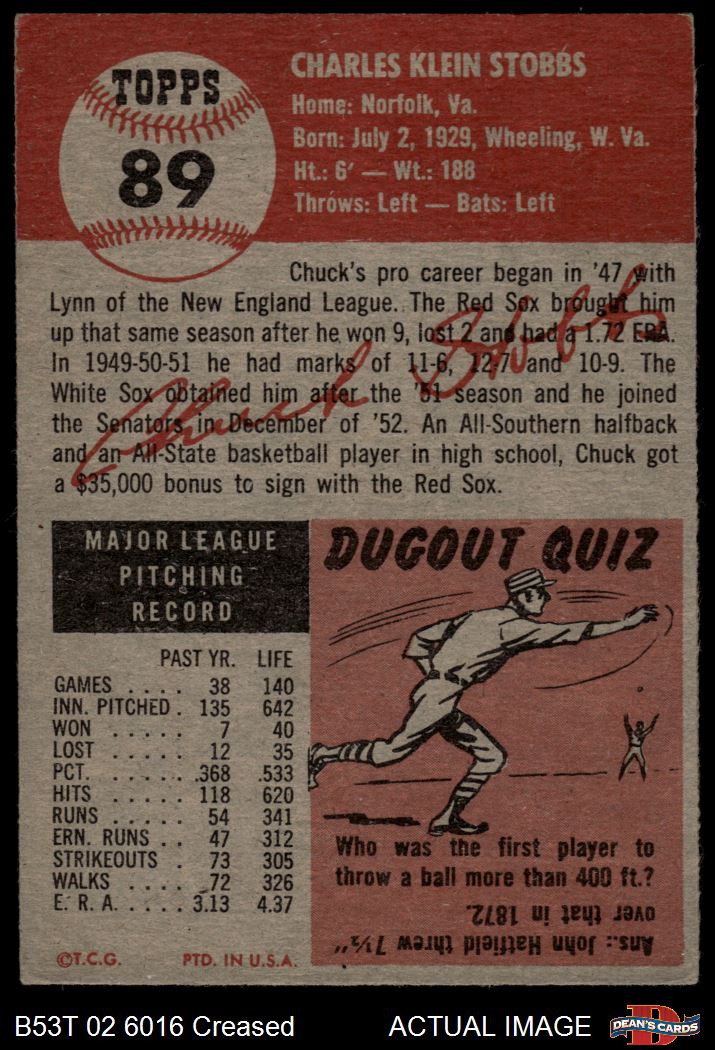 TOPPS
89
CHARLES KLEIN STOBBS
Home: Norfolk, Va.
Born: July 2, 1929, Wheeling, W. Va.
Ht.: 6' — Wt.: 188
Throws: Left — Bats: Left
Chuck's pro career began in '47 with
Lynn of the New England League. The Red Sox brought him
up that same season after he won 9, lost 2 and had a 1.72 ERA.
In 1949-50-51 he had marks of 11-6, 12-7 and 10-9. The
White Sox obtained him after the '51 season and he joined
the Senators in December of '52. An All-Southern halfback
and an All-State basketball player in high school, Chuck got
a $35,000 bonus to sign with the Red Sox.
Chuck Stobbs
MAJOR LEAGUE
PITCHING
RECORD
PAST YR. LIFE
GAMES .... 38 140
INN. PITCHED . 135 642
WON ..... 7 40
LOST ..... 12 35
PCT. ..... .368 .533
HITS ..... 118 620
RUNS ..... 54 341
ERN. RUNS .. 47 312
STRIKEOUTS . 73 305
WALKS .... 72 326
E. R. A. .... 3.13 4.37
©T.C.G. PTD. IN U.S.A.
DUGOUT QUIZ
Who was the first player to
throw a ball more than 400 ft.?
Ans.: John Hatfield threw 7½"
over that in 1872.
B53T 02 6016 Creased ACTUAL IMAGE
D
DEAN'S CARDS